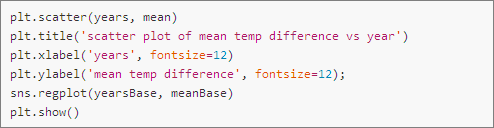 plt.scatter(years, mean)
plt.title('scatter plot of mean temp difference vs year')
plt.xlabel('years', fontsize=12)
plt.ylabel('mean temp difference', fontsize=12);
sns.regplot(yearsBase, meanBase)
plt.show()